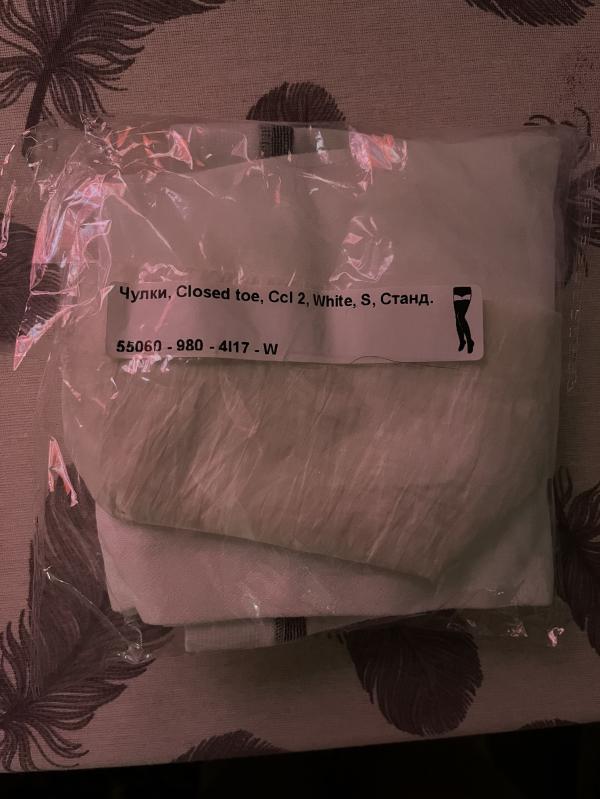 Чулки, Closed toe, Ccl 2, White, S, Станд.
55060 - 980 - 4I17 - W